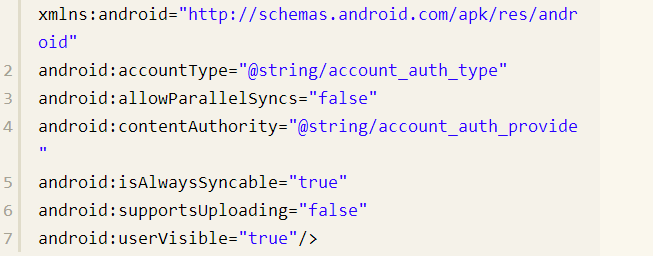 xmlns:android="http://schemas.android.com/apk/res/andr
oid"
2 android:accountType="@string/account_auth_type"
3 android:allowParallelSyncs="false"
4 android:contentAuthority="@string/account_auth_provide
"
5 android:isAlwaysSyncable="true"
6 android:supportsUploading="false"
7 android:userVisible="true"/>